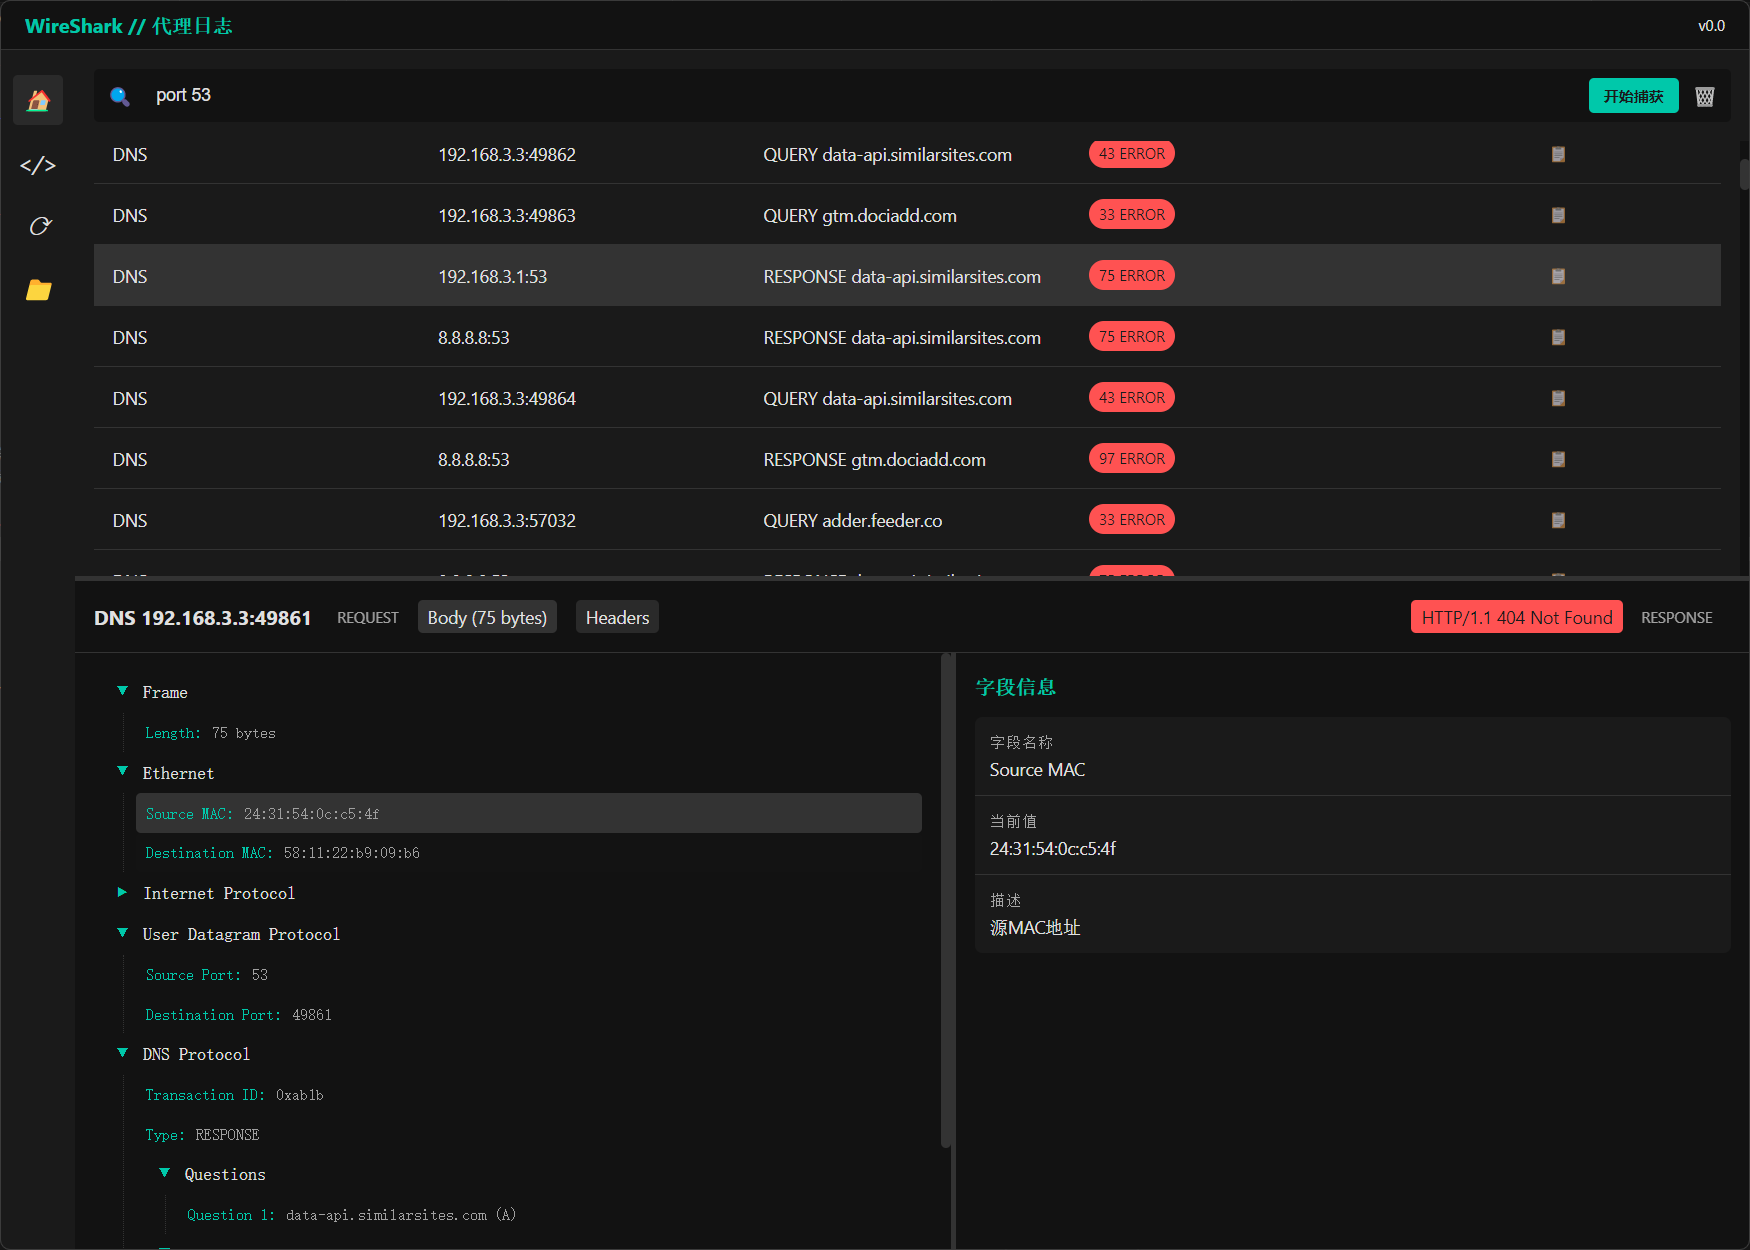 WireShark // 代理日志
v0.0
port 53
开始捕获
DNS 192.168.3.3:49862 QUERY data-api.similarsites.com 43 ERROR
DNS 192.168.3.3:49863 QUERY gtm.dociadd.com 33 ERROR
DNS 192.168.3.1:53 RESPONSE data-api.similarsites.com 75 ERROR
DNS 8.8.8.8:53 RESPONSE data-api.similarsites.com 75 ERROR
DNS 192.168.3.3:49864 QUERY data-api.similarsites.com 43 ERROR
DNS 8.8.8.8:53 RESPONSE gtm.dociadd.com 97 ERROR
DNS 192.168.3.3:57032 QUERY adder.feeder.co 33 ERROR
DNS 192.168.3.3:49861 REQUEST Body (75 bytes) Headers
HTTP/1.1 404 Not Found RESPONSE
Frame
Length: 75 bytes
Ethernet
Source MAC: 24:31:54:0c:c5:4f
Destination MAC: 58:11:22:b9:09:b6
Internet Protocol
User Datagram Protocol
Source Port: 53
Destination Port: 49861
DNS Protocol
Transaction ID: 0xab1b
Type: RESPONSE
Questions
Question 1: data-api.similarsites.com (A)
字段信息
字段名称
Source MAC
当前值
24:31:54:0c:c5:4f
描述
源MAC地址